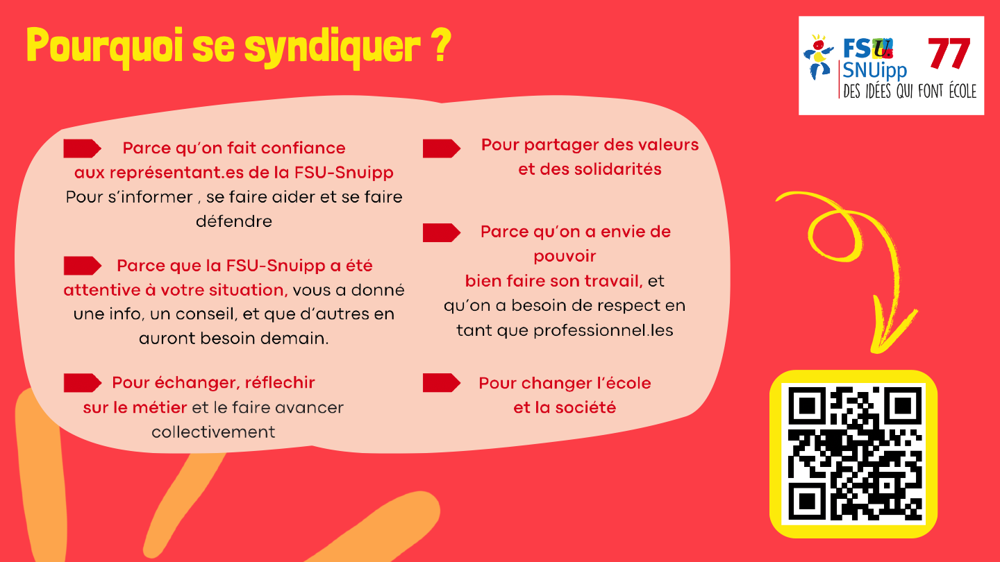 Pourquoi se syndiquer ?
FSU.
SNUipp
77
DES IDÉES QUI FONT ÉCOLE
Parce qu'on fait confiance
aux représentant.es de la FSU-Snuipp
Pour s'informer , se faire aider et se faire
défendre
Parce que la FSU-Snuipp a été
attentive à votre situation, vous a donné
une info, un conseil, et que d'autres en
auront besoin demain.
Pour échanger, réflechir
sur le métier et le faire avancer
collectivement
Pour partager des valeurs
et des solidarités
Parce qu'on a envie de
pouvoir
bien faire son travail, et
qu'on a besoin de respect en
tant que professionnel.les
Pour changer l'école
et la société